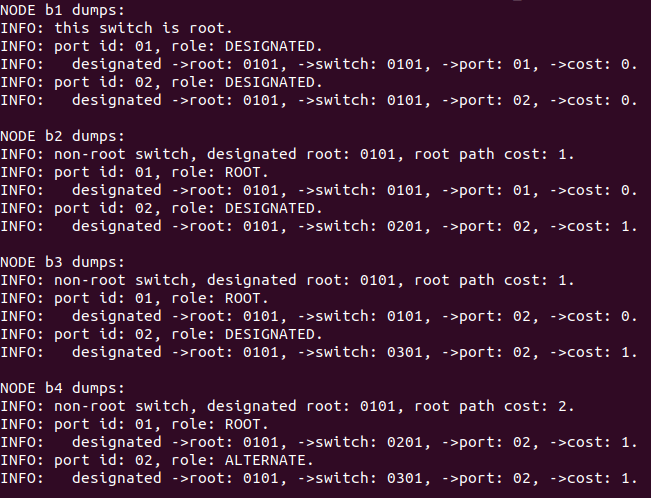 NODE b1 dumps:
INFO: this switch is root.
INFO: port id: 01, role: DESIGNATED.
INFO:   designated ->root: 0101, ->switch: 0101, ->port: 01, ->cost: 0.
INFO: port id: 02, role: DESIGNATED.
INFO:   designated ->root: 0101, ->switch: 0101, ->port: 02, ->cost: 0.

NODE b2 dumps:
INFO: non-root switch, designated root: 0101, root path cost: 1.
INFO: port id: 01, role: ROOT.
INFO:   designated ->root: 0101, ->switch: 0101, ->port: 01, ->cost: 0.
INFO: port id: 02, role: DESIGNATED.
INFO:   designated ->root: 0101, ->switch: 0201, ->port: 02, ->cost: 1.

NODE b3 dumps:
INFO: non-root switch, designated root: 0101, root path cost: 1.
INFO: port id: 01, role: ROOT.
INFO:   designated ->root: 0101, ->switch: 0101, ->port: 02, ->cost: 0.
INFO: port id: 02, role: DESIGNATED.
INFO:   designated ->root: 0101, ->switch: 0301, ->port: 02, ->cost: 1.

NODE b4 dumps:
INFO: non-root switch, designated root: 0101, root path cost: 2.
INFO: port id: 01, role: ROOT.
INFO:   designated ->root: 0101, ->switch: 0201, ->port: 02, ->cost: 1.
INFO: port id: 02, role: ALTERNATE.
INFO:   designated ->root: 0101, ->switch: 0301, ->port: 02, ->cost: 1.